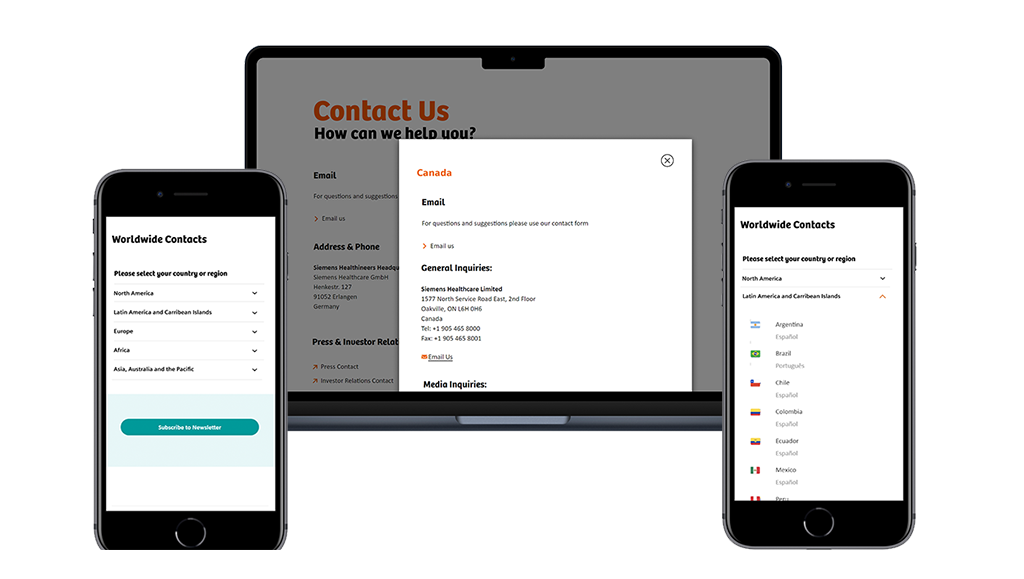 Contact Us
How can we help you?
Email
For questions and suggestions
Email us
Address & Phone
Siemens Healthineers Headqu
Siemens Healthcare GmbH
Henkestr. 127
91052 Erlangen
Germany
Press & Investor Relat
Press Contact
Investor Relations Contact
Canada
Email
For questions and suggestions please use our contact form
Email us
General Inquiries:
Siemens Healthcare Limited
1577 North Service Road East, 2nd Floor
Oakville, ON L6H 0H6
Canada
Tel: +1 905 465 8000
Fax: +1 905 465 8001
Email Us
Media Inquiries:
Worldwide Contacts
Please select your country or region
North America
Latin America and Carribean Islands
Europe
Africa
Asia, Australia and the Pacific
Subscribe to Newsletter
Worldwide Contacts
Please select your country or region
North America
Latin America and Carribean Islands
Argentina
Español
Brazil
Português
Chile
Español
Colombia
Español
Ecuador
Español
Mexico
Español
Peru